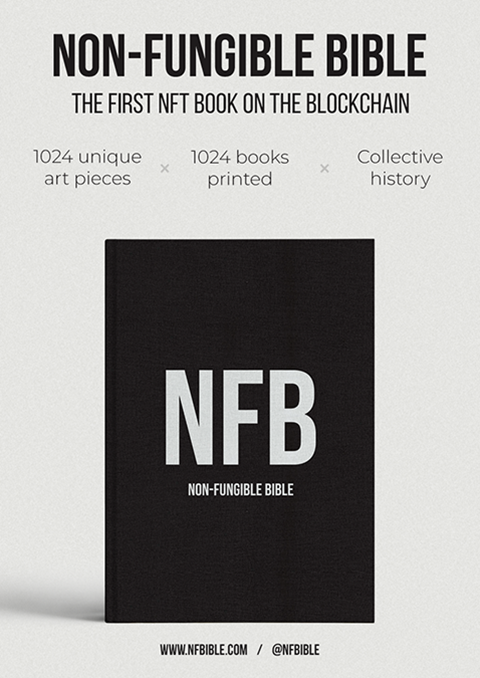 NON-FUNGIBLE BIBLE
THE FIRST NFT BOOK ON THE BLOCKCHAIN
1024 unique
art pieces
×
1024 books
printed
×
Collective
history
NFB
NON-FUNGIBLE BIBLE
WWW.NFBIBLE.COM / @NFBIBLE